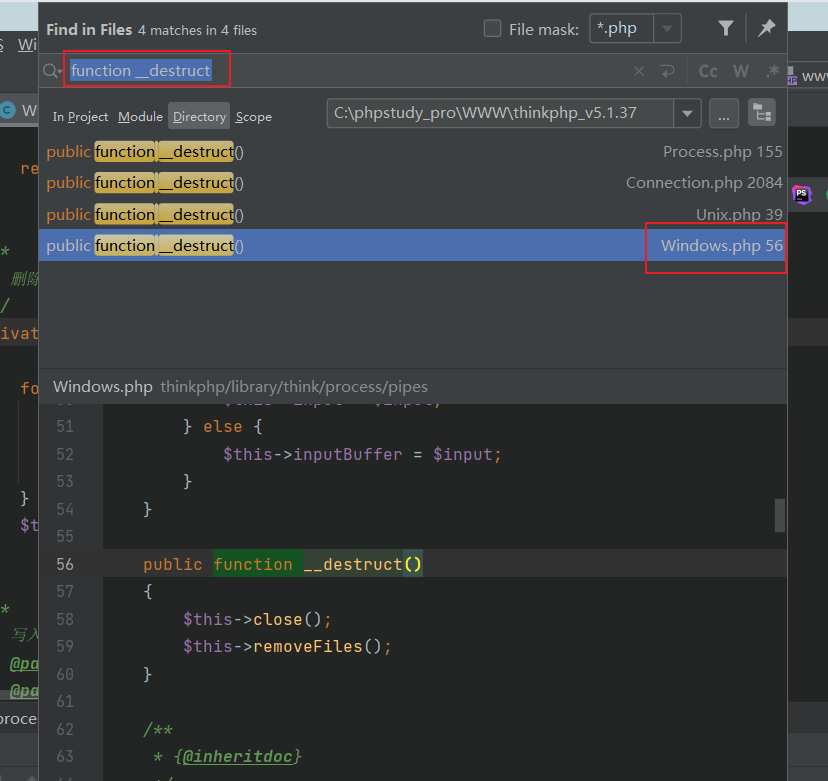 Find in Files 4 matches in 4 files File mask: *.php
S Wi
function __destruct Cc W .*
www
C W
In Project Module Directory Scope C:\phpstudy_pro\WWW\thinkphp_v5.1.37 ...
public function __destruct() Process.php 155
re
public function __destruct() Connection.php 2084
PS
public function __destruct() Unix.php 39
public function __destruct() Windows.php 56
*
删除
/
ivat
Windows.php thinkphp/library/think/process/pipes
fo
51 } else {
52 $this->inputBuffer = $input;
53 }
54 }
}
$t
55
56 public function __destruct()
57 {
58 $this->close();
*
写入
59 $this->removeFiles();
@pa
60 }
@pa
61
proce
62 /**
63 * {@inheritdoc}